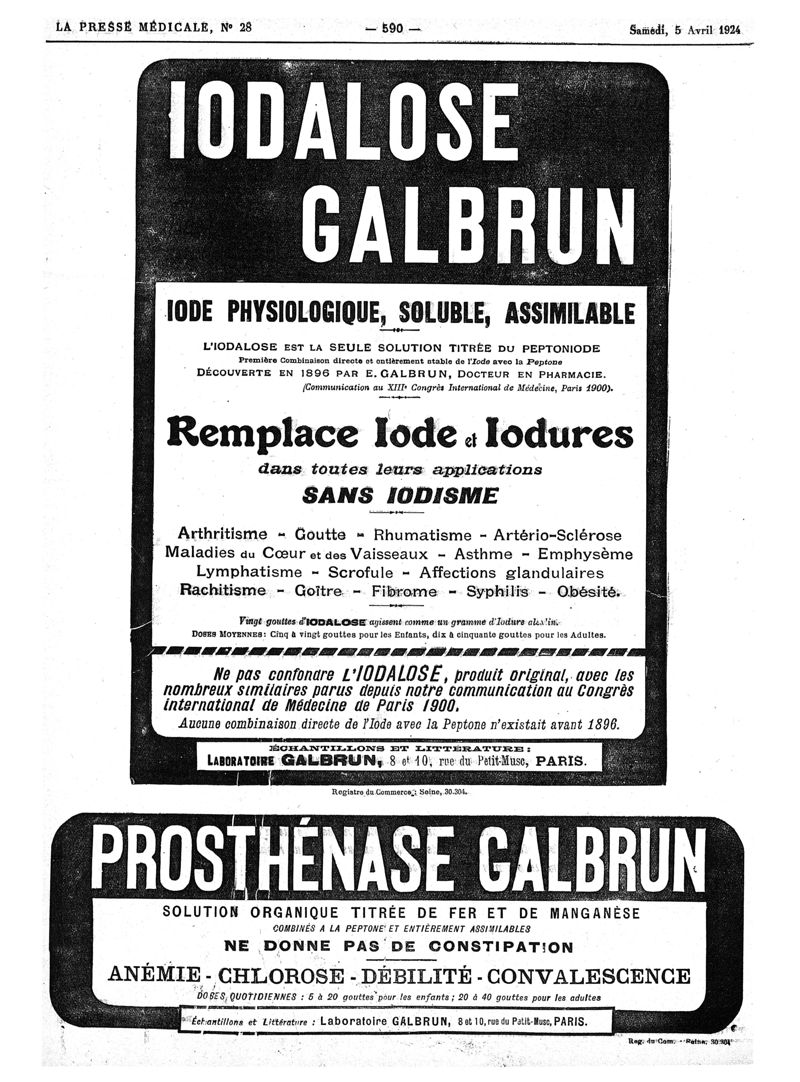 LA PRESSE MÉDICALE, Nº 28
— 590 —
Samedi, 5 Avril 1924
IODALOSE
GALBRUN
IODE PHYSIOLOGIQUE, SOLUBLE, ASSIMILABLE
L'IODALOSE EST LA SEULE SOLUTION TITRÉE DU PEPTONIODE
Première Combinaison directe et entièrement stable de l'Iode avec la Peptone
DÉCOUVERTE EN 1896 PAR E. GALBRUN, DOCTEUR EN PHARMACIE.
(Communication au XIIIᵉ Congrès International de Médecine, Paris 1900).
Remplace Iode et Iodures
dans toutes leurs applications
SANS IODISME
Arthritisme - Goutte - Rhumatisme - Artério-Sclérose
Maladies du Cœur et des Vaisseaux - Asthme - Emphysème
Lymphatisme - Scrofule - Affections glandulaires
Rachitisme - Goître - Fibrome - Syphilis - Obésité.
Vingt gouttes d'IODALOSE agissent comme un gramme d'Iodure alcalin.
DOSES MOYENNES: Cinq à vingt gouttes pour les Enfants, dix à cinquante gouttes pour les Adultes.
Ne pas confondre L'IODALOSE, produit original, avec les
nombreux similaires parus depuis notre communication au Congrès
international de Médecine de Paris 1900.
Aucune combinaison directe de l'Iode avec la Peptone n'existait avant 1896.
ÉCHANTILLONS ET LITTÉRATURE:
LABORATOIRE GALBRUN, 8 et 10, rue du Petit-Musc, PARIS.
Registre du Commerce: Seine, 30.304.
PROSTHÉNASE GALBRUN
SOLUTION ORGANIQUE TITRÉE DE FER ET DE MANGANÈSE
COMBINÉS A LA PEPTONE ET ENTIÈREMENT ASSIMILABLES
NE DONNE PAS DE CONSTIPATION
ANÉMIE - CHLOROSE - DÉBILITÉ - CONVALESCENCE
DOSES QUOTIDIENNES : 5 à 20 gouttes pour les enfants; 20 à 40 gouttes pour les adultes
Échantillons et Littérature : Laboratoire GALBRUN, 8 et 10, rue du Petit-Musc, PARIS.
Reg. du Com. - Seine, 30.304